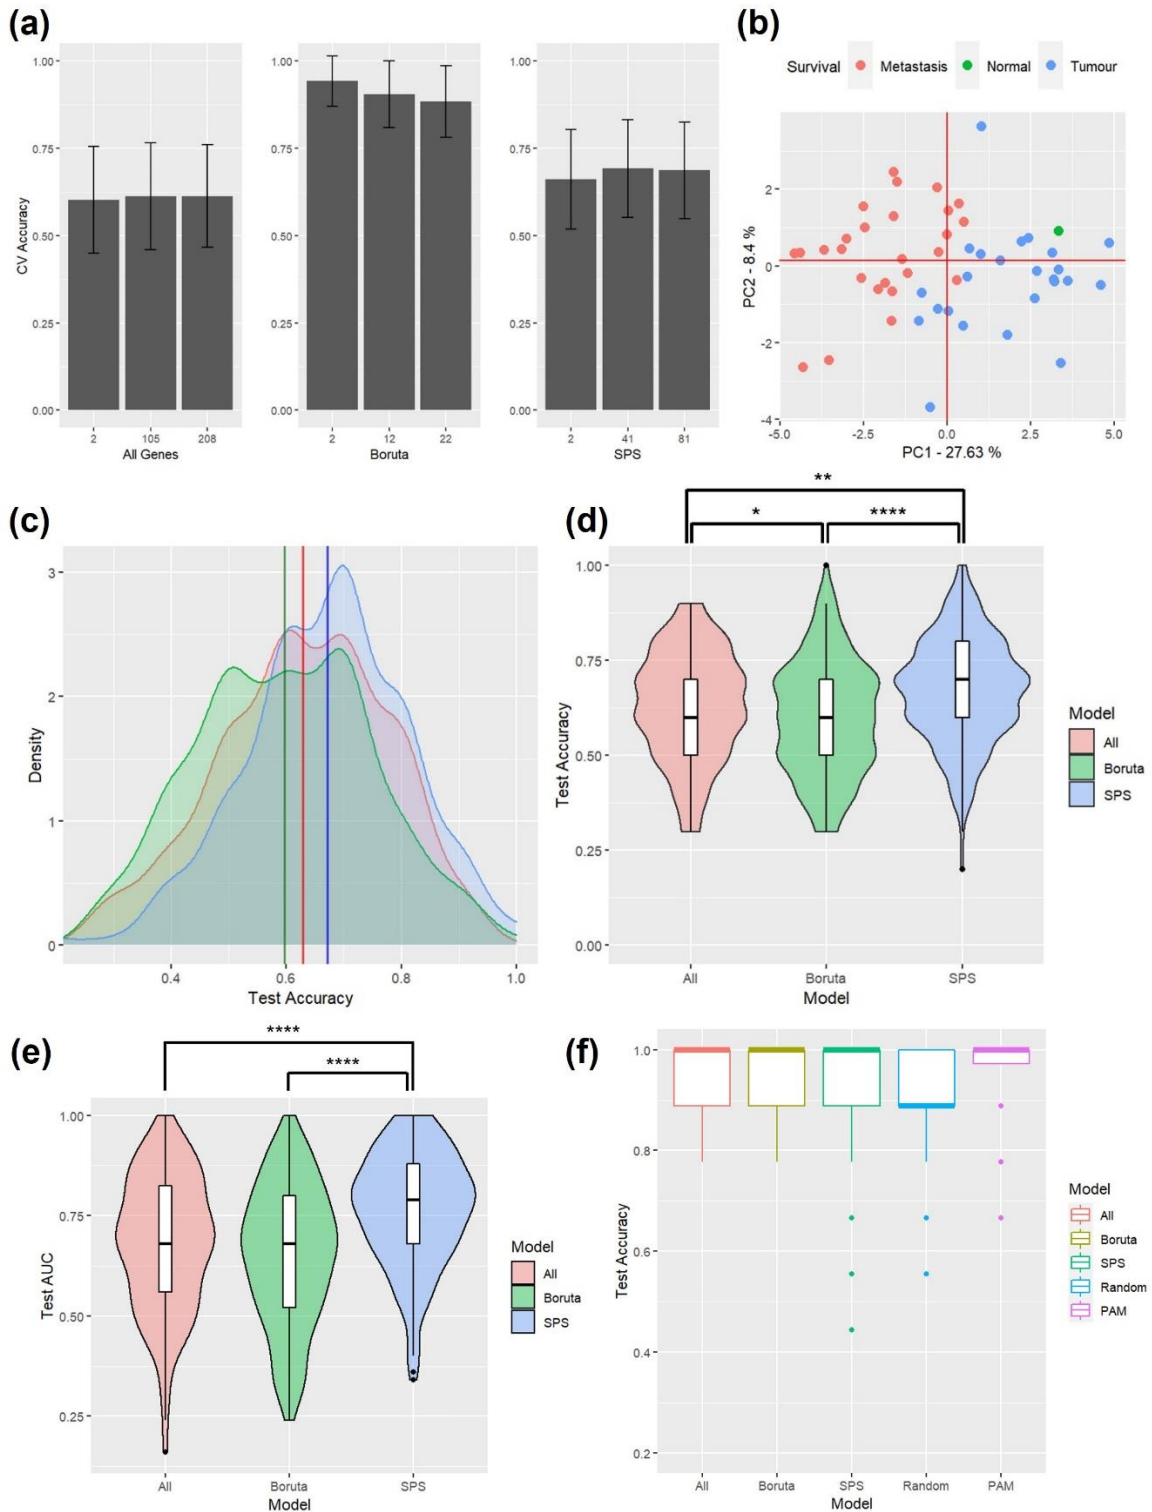 (a)
1.00
0.75
0.50
0.25
0.00
CV Accuracy
2 105 208
All Genes
1.00
0.75
0.50
0.25
0.00
2 12 22
Boruta
1.00
0.75
0.50
0.25
0.00
2 41 81
SPS
(b)
Survival Metastasis Normal Tumour
2
0
-2
-4
PC2 - 8.4 %
-5.0 -2.5 0.0 2.5 5.0
PC1 - 27.63 %
(c)
3
2
1
0
Density
0.4 0.6 0.8 1.0
Test Accuracy
(d)
**
* ****
1.00
0.75
0.50
0.25
0.00
Test Accuracy
All Boruta SPS
Model
Model
All
Boruta
SPS
(e)
****
****
1.00
0.75
0.50
0.25
Test AUC
All Boruta SPS
Model
Model
All
Boruta
SPS
(f)
1.0
0.8
0.6
0.4
0.2
Test Accuracy
All Boruta SPS Random PAM
Model
Model
All
Boruta
SPS
Random
PAM